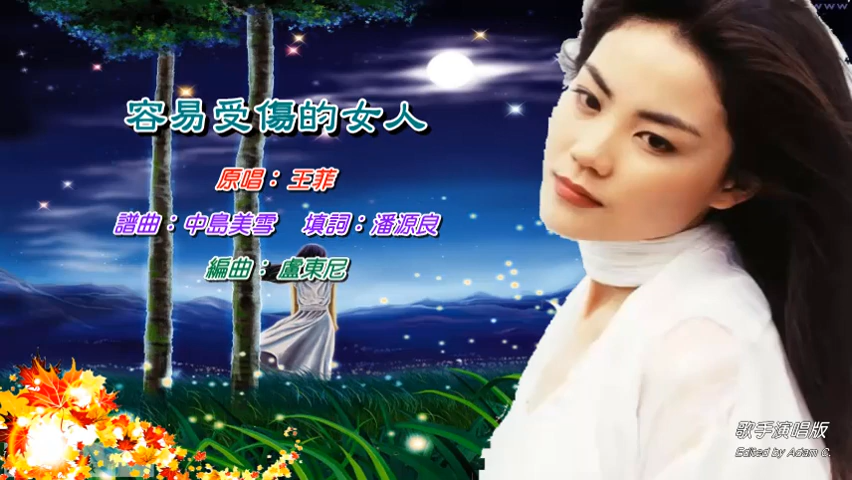 www
容易受傷的女人
原唱：王菲
譜曲：中島美雪 填詞：潘源良
編曲：盧東尼
歌手演唱版
Edited by Adam C.